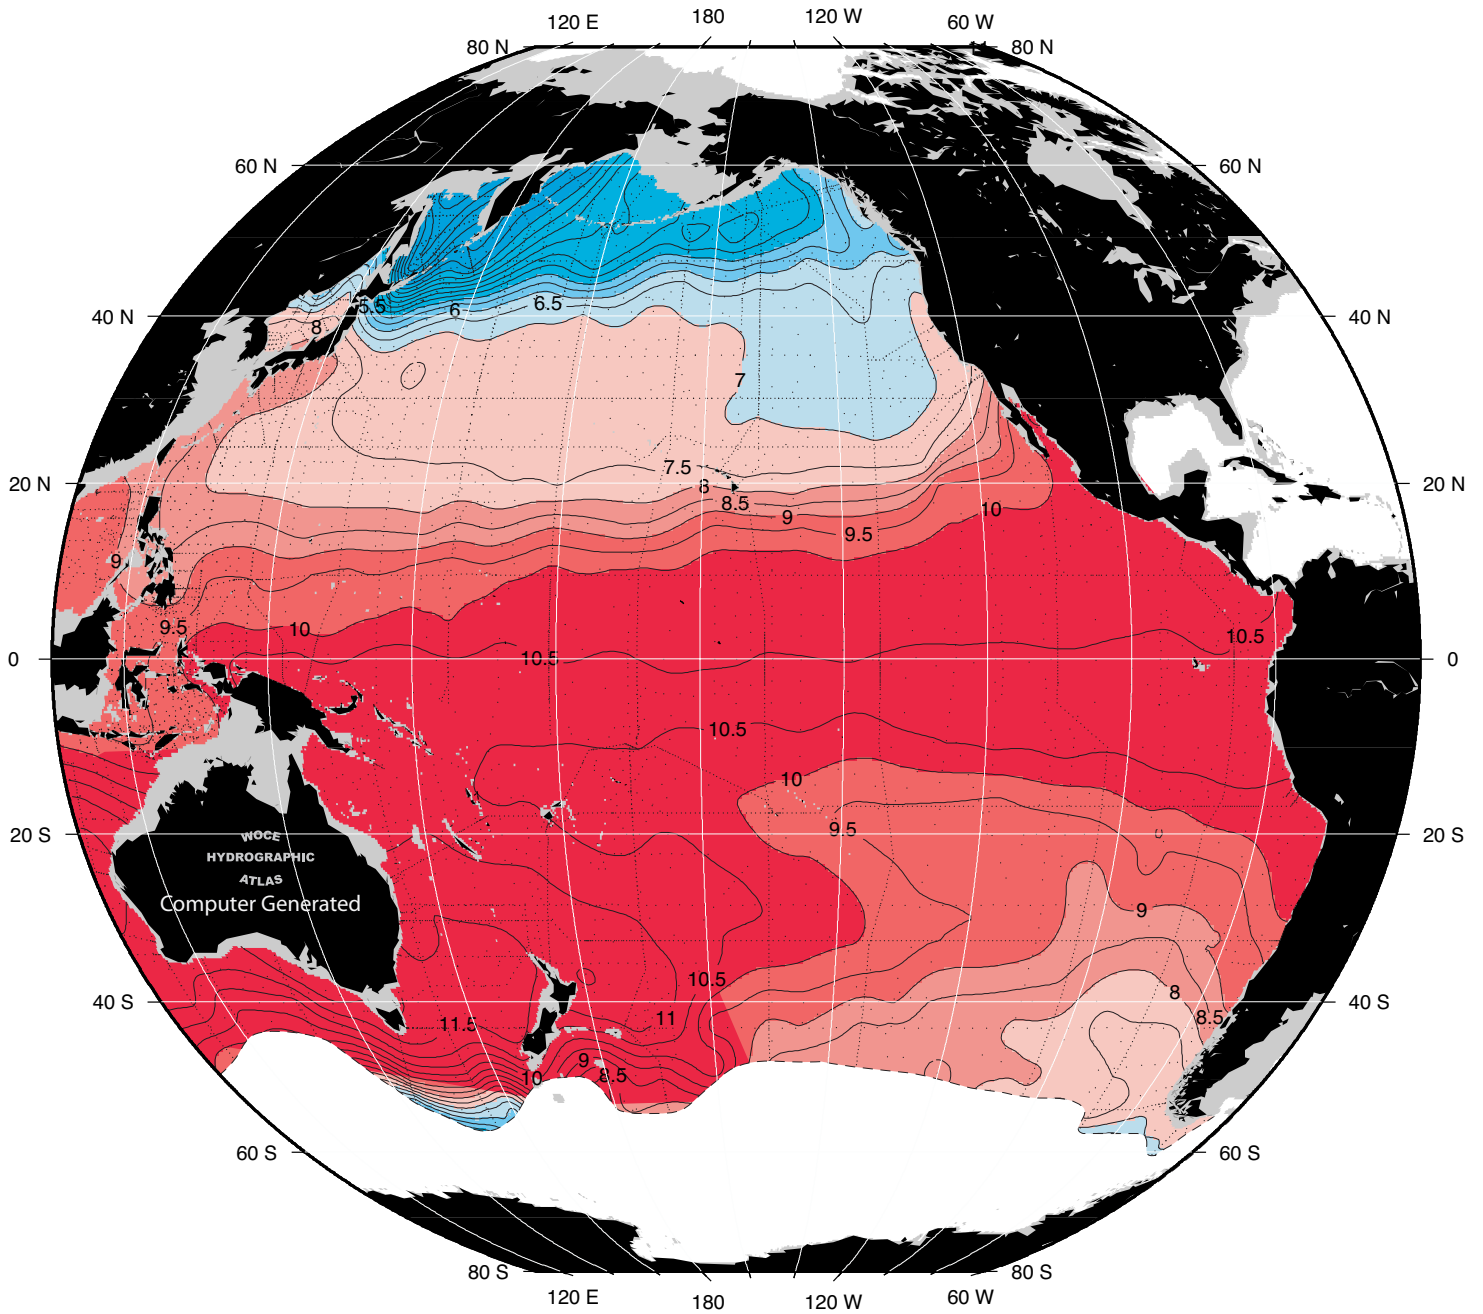 120 E 180 120 W 60 W
80 N 80 N
60 N 60 N
5.5 6 6.5
40 N 8 40 N
7
7.5
20 N 8 20 N
8.5 9 10
9.5
9
9.5 10 10.5
0 10.5 0
10.5
10
20 S WOCE 9.5 20 S
HYDROGRAPHIC
ATLAS
Computer Generated
9
10.5 8
40 S 40 S
11.5 11 8.5
9
10 8.5
60 S 60 S
80 S 80 S
120 E 180 120 W 60 W